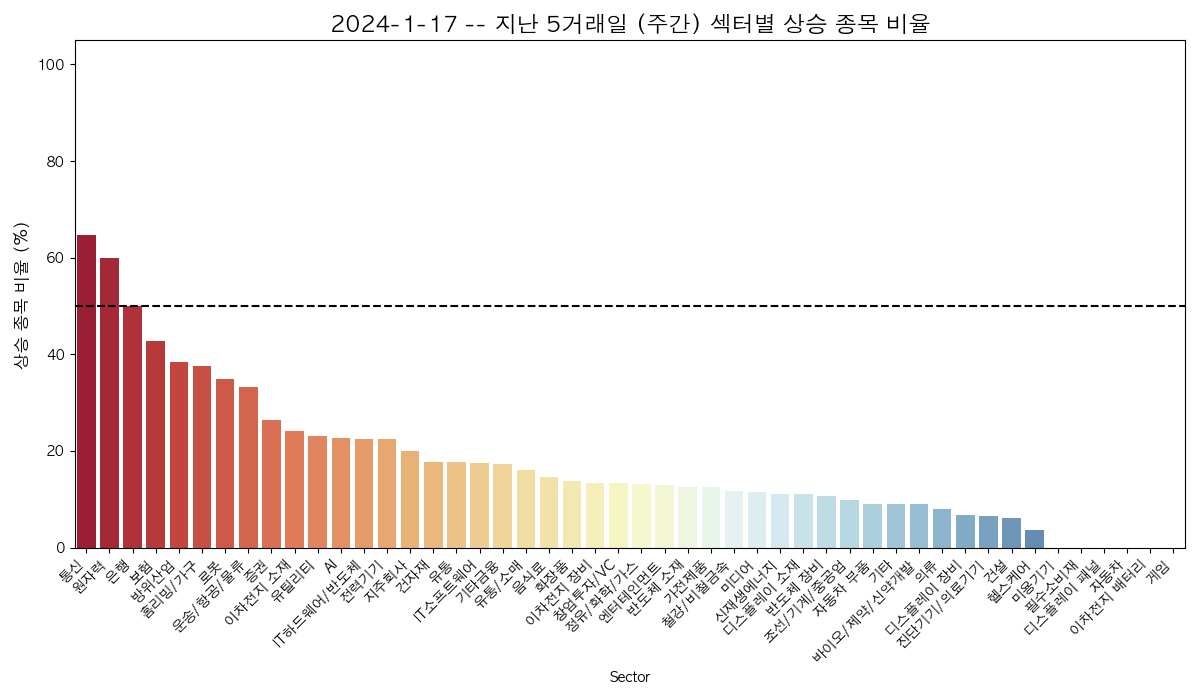 2024-1-17 -- 지난 5거래일 (주간) 섹터별 상승 종목 비율
상승 종목 비율 (%)
100
80
60
40
20
0
통신
원자력
은행
보험
방위산업
홈리빙/가구
로봇
운송/항공/물류
증권
이차전지 소재
유틸리티
AI
IT하드웨어/반도체
전력기기
지주회사
건자재
유통
IT소프트웨어
기타금융
유통/소매
음식료
화장품
이차전지 장비
창업투자/VC
정유/화학/가스
엔터테인먼트
반도체 소재
가전제품
철강/비철금속
미디어
신재생에너지
디스플레이 소재
반도체 장비
조선/기계/중공업
자동차 부품
기타
바이오/제약/신약개발
의류
디스플레이 장비
진단기기/의료기기
건설
헬스케어
미용기기
필수소비재
디스플레이 패널
자동차
이차전지 배터리
게임
Sector